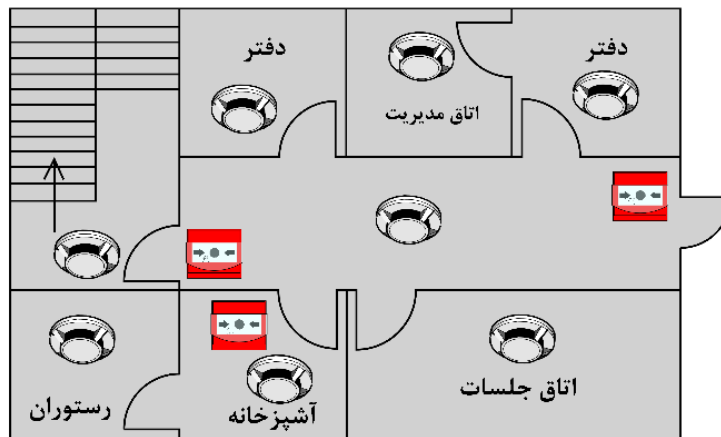 دفتر
دفتر
اتاق مدیریت
اتاق جلسات
آشپزخانه
رستوران